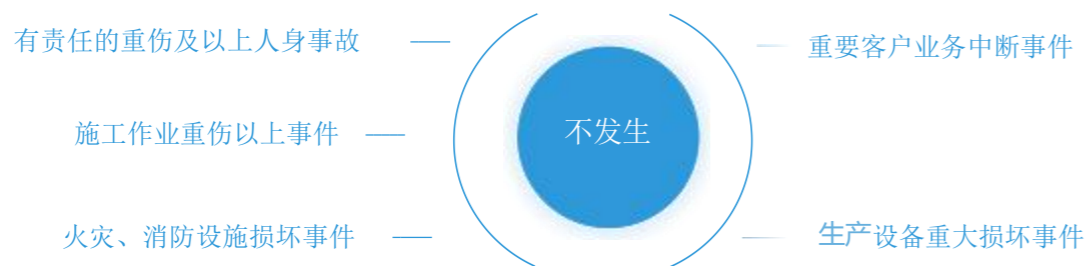 有责任的重伤及以上人身事故
施工作业重伤以上事件
火灾、消防设施损坏事件
不发生
重要客户业务中断事件
生产设备重大损坏事件